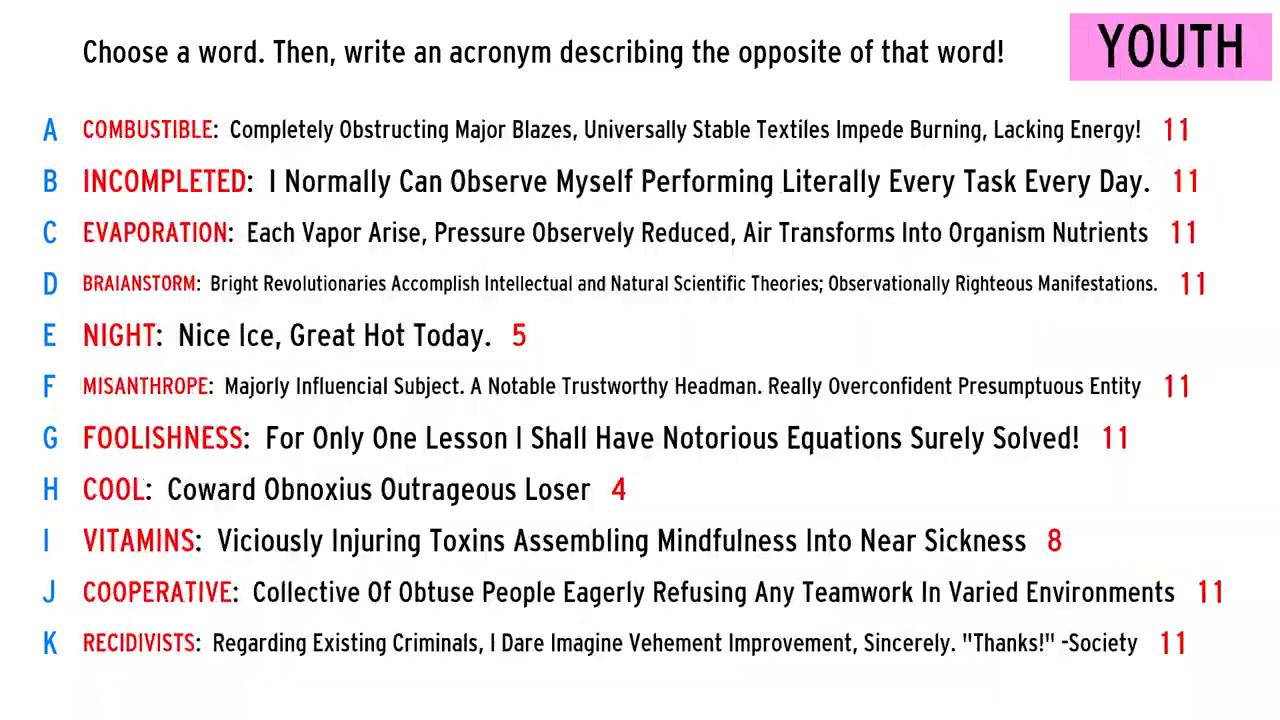 Choose a word. Then, write an acronym describing the opposite of that word!
YOUTH
A COMBUSTIBLE: Completely Obstructing Major Blazes, Universally Stable Textiles Impede Burning, Lacking Energy! 11
B INCOMPLETED: I Normally Can Observe Myself Performing Literally Every Task Every Day. 11
C EVAPORATION: Each Vapor Arise, Pressure Observely Reduced, Air Transforms Into Organism Nutrients 11
D BRAIANSTORM: Bright Revolutionaries Accomplish Intellectual and Natural Scientific Theories; Observationally Righteous Manifestations. 11
E NIGHT: Nice Ice, Great Hot Today. 5
F MISANTHROPE: Majorly Influencial Subject. A Notable Trustworthy Headman. Really Overconfident Presumptuous Entity 11
G FOOLISHNESS: For Only One Lesson I Shall Have Notorious Equations Surely Solved! 11
H COOL: Coward Obnoxius Outrageous Loser 4
I VITAMINS: Viciously Injuring Toxins Assembling Mindfulness Into Near Sickness 8
J COOPERATIVE: Collective Of Obtuse People Eagerly Refusing Any Teamwork In Varied Environments 11
K RECIDIVISTS: Regarding Existing Criminals, I Dare Imagine Vehement Improvement, Sincerely. "Thanks!" -Society 11